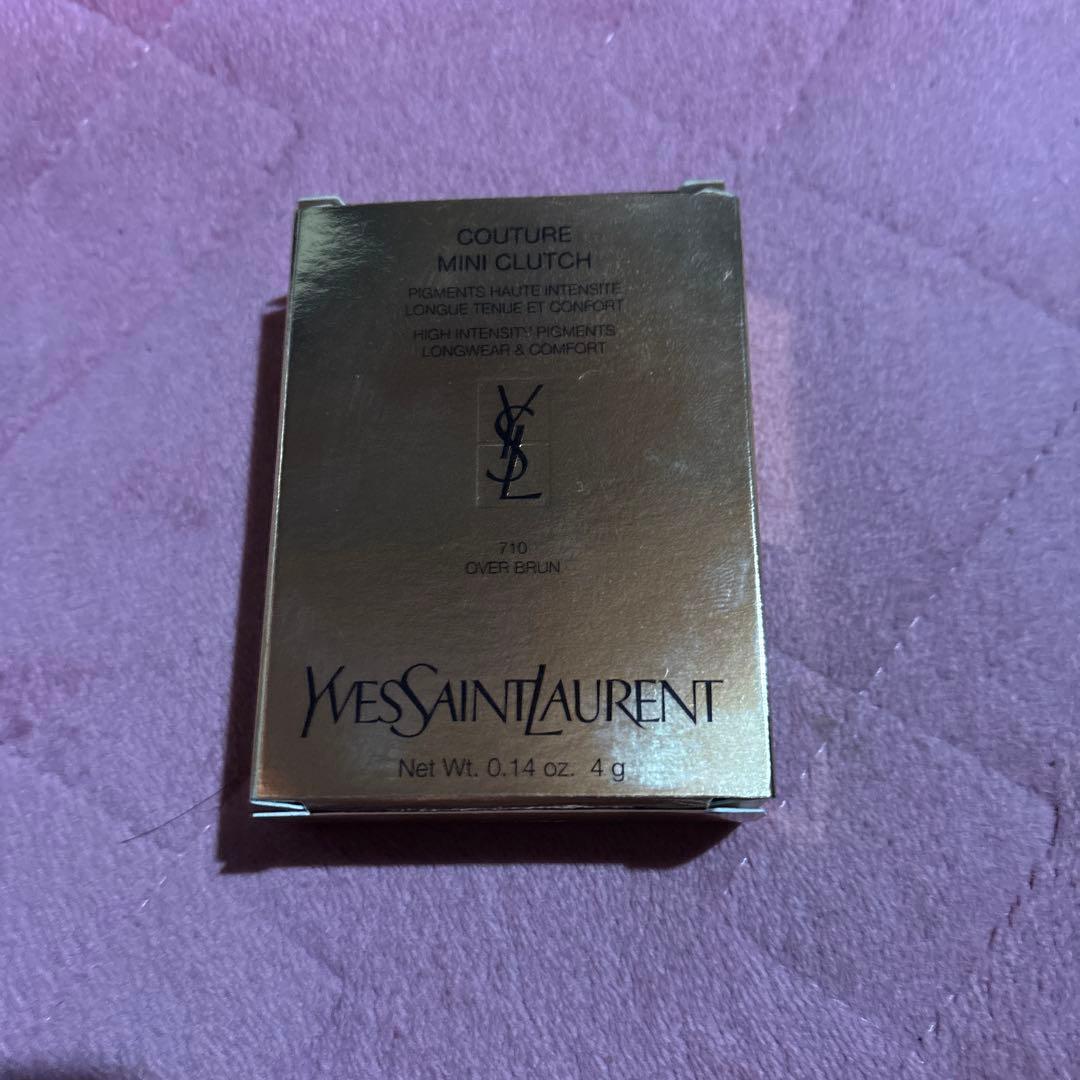 COUTURE
MINI CLUTCH
PIGMENTS HAUTE INTENSITÉ
LONGUE TENUE ET CONFORT
HIGH INTENSITY PIGMENTS
LONGWEAR & COMFORT
YSL
710
OVER BRUN
YVESSAINTLAURENT
Net Wt. 0.14 oz. 4 g